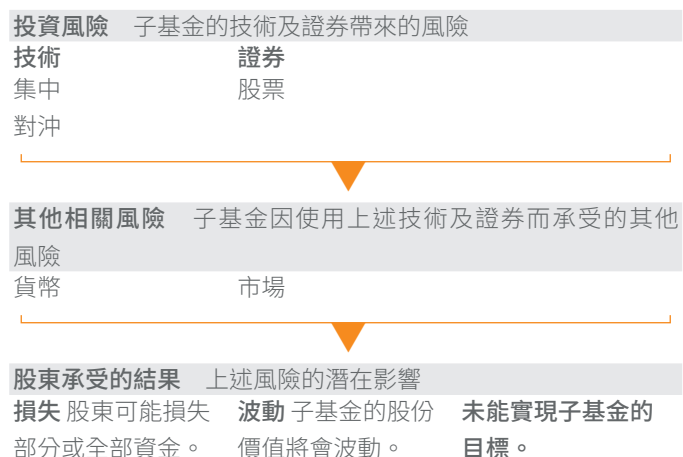 投資風險 子基金的技術及證券帶來的風險
技術 證券
集中 股票
對沖
其他相關風險 子基金因使用上述技術及證券而承受的其他
風險
貨幣 市場
股東承受的結果 上述風險的潛在影響
損失 股東可能損失 波動 子基金的股份 未能實現子基金的
部分或全部資金。 價值將會波動。 目標。